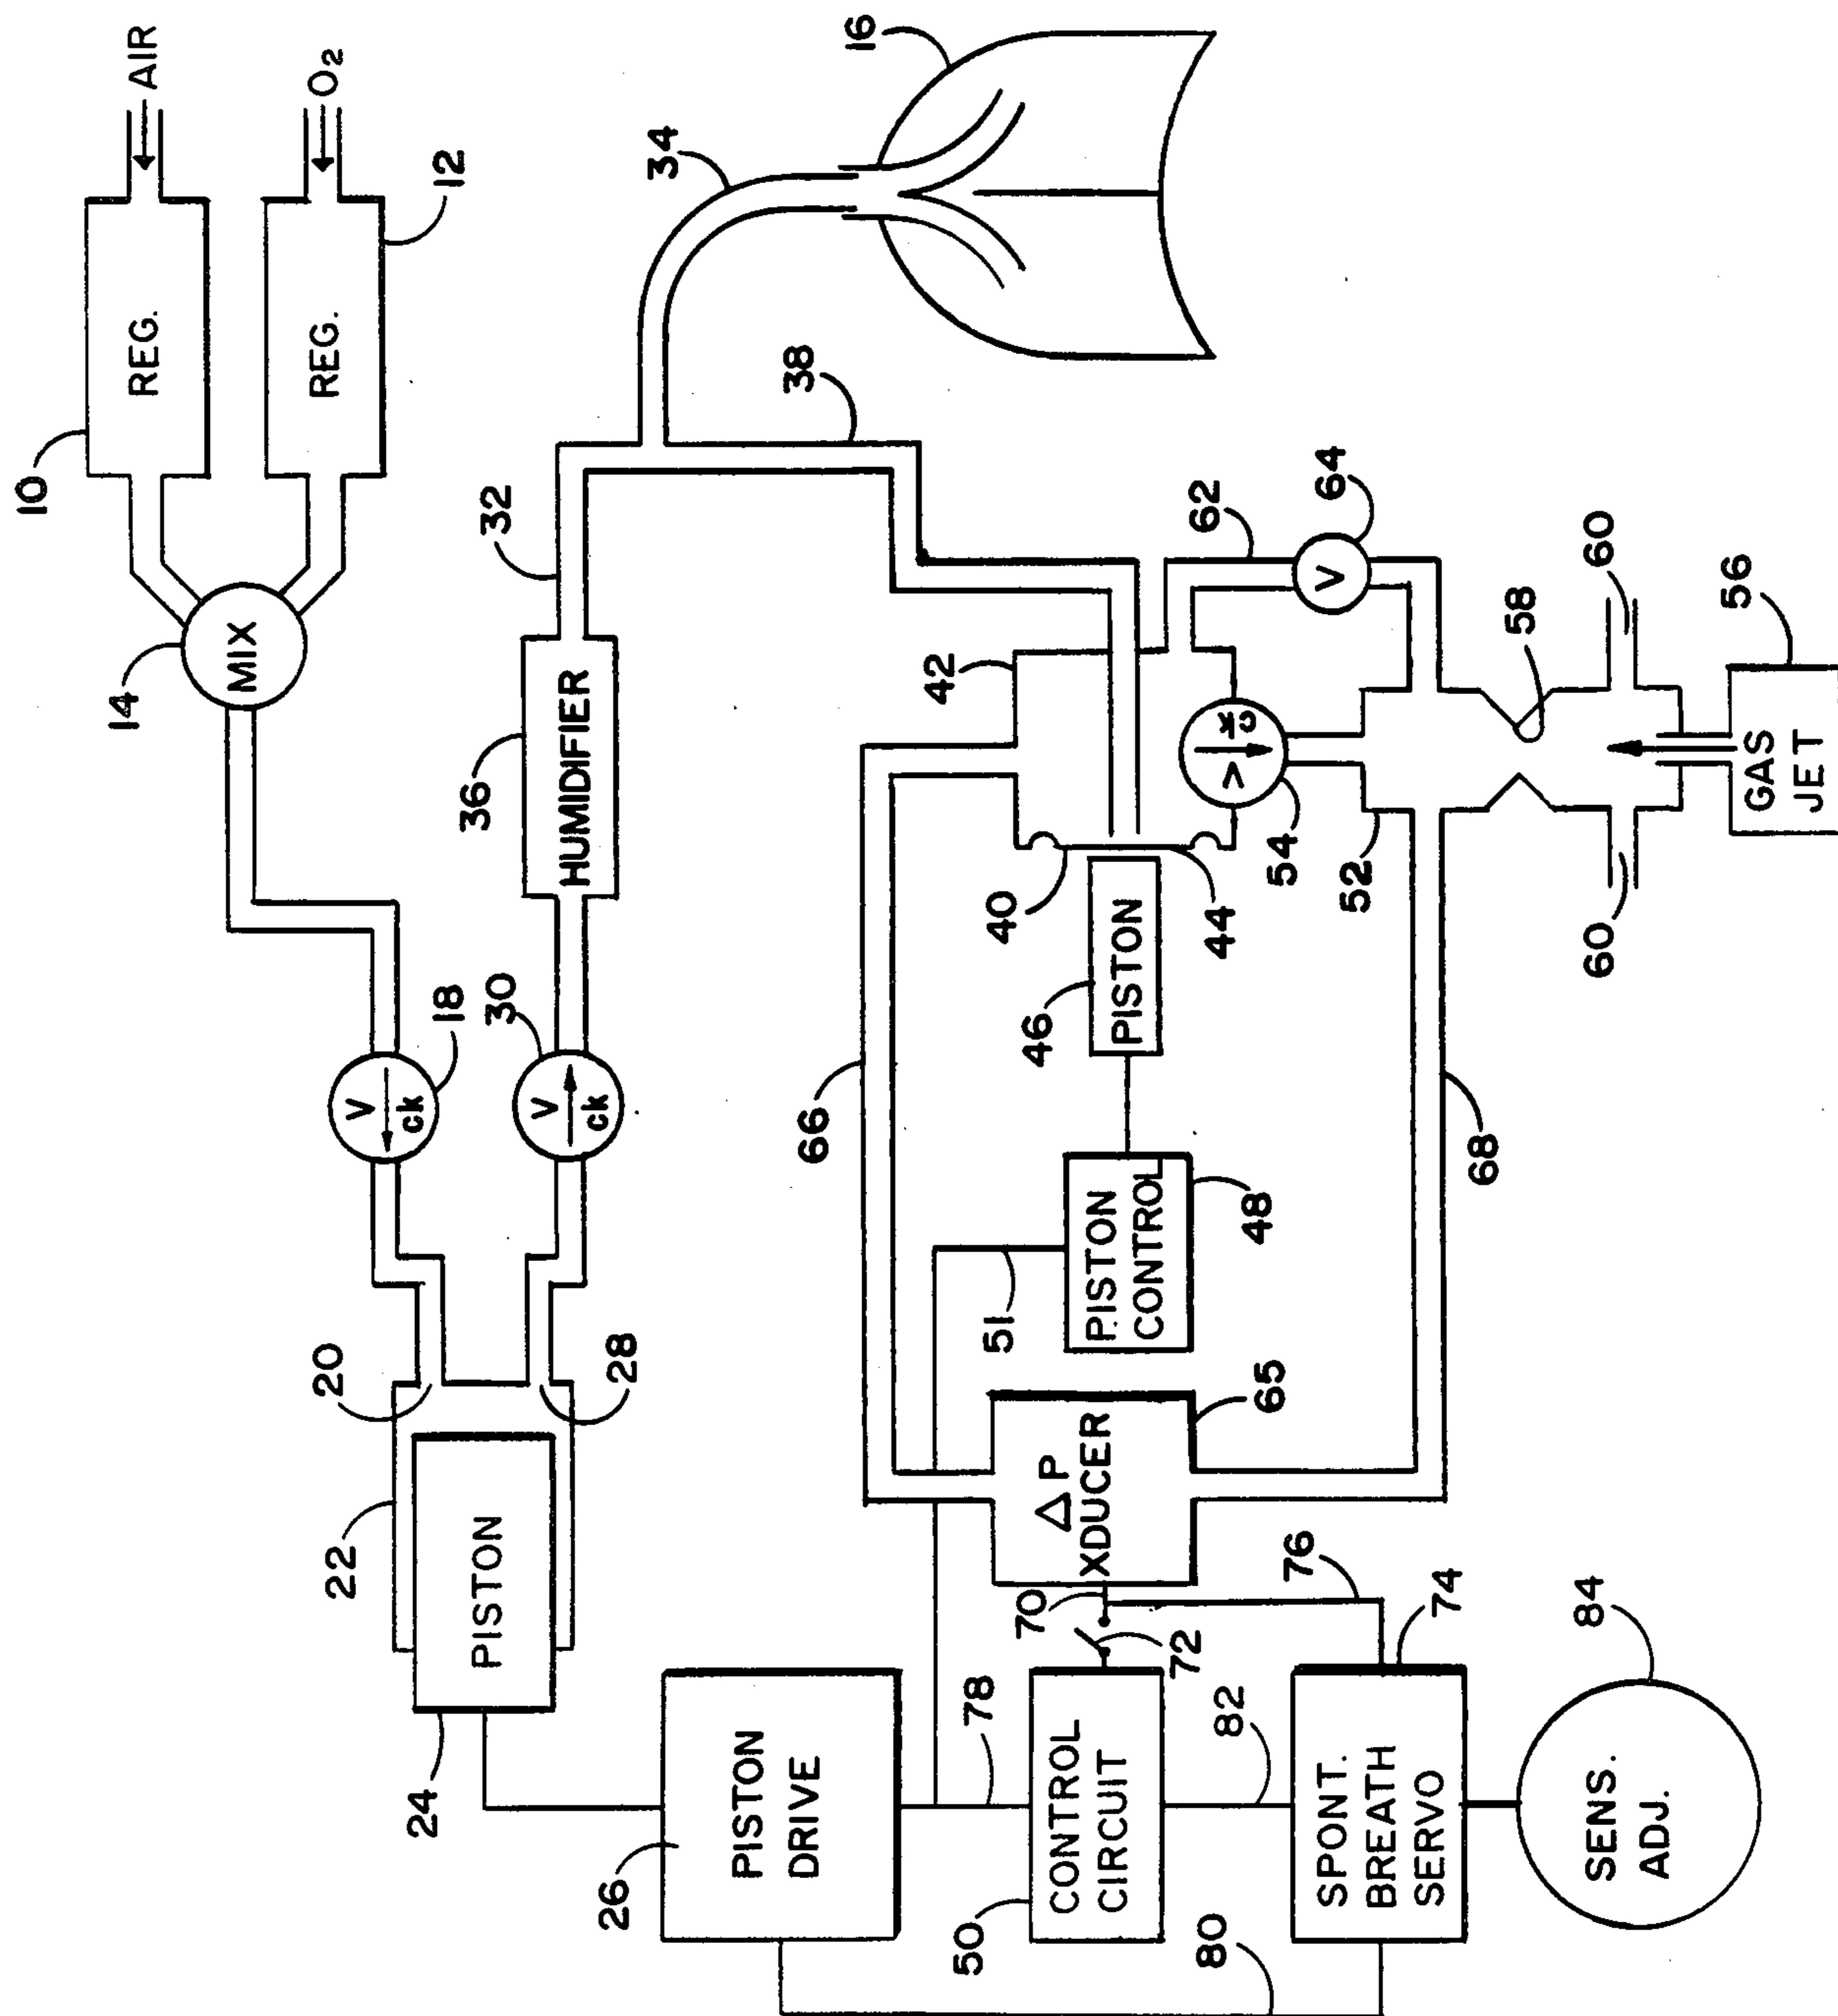 10
REG.
AIR
REG.
O2
12
14
MIX
16
34
32
38
36
HUMIDIFIER
18
V
ck
30
V
ck
20
28
22
PISTON
24
26
PISTON
DRIVE
42
62
64
V
40
44
46
PISTON
V
ck
54
52
58
60
60
56
GAS
JET
66
68
51
PISTON
CONTROL
48
65
ΔP
XDUCER
70
72
76
74
78
50
CONTROL
CIRCUIT
82
80
SPONT.
BREATH
SERVO
84
SENS.
ADJ.